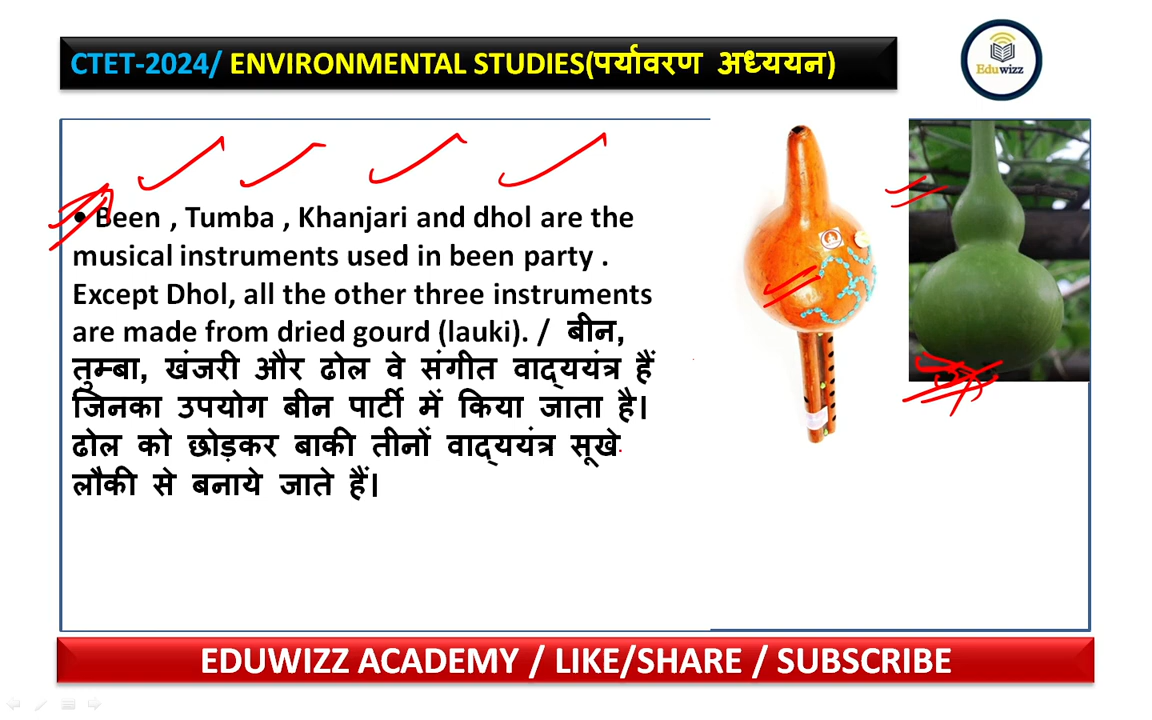 CTET-2024/ ENVIRONMENTAL STUDIES(पर्यावरण अध्ययन)
Eduwizz
• Been , Tumba , Khanjari and dhol are the
musical instruments used in been party .
Except Dhol, all the other three instruments
are made from dried gourd (lauki). / बीन,
तुम्बा, खंजरी और ढोल वे संगीत वाद्ययंत्र हैं
जिनका उपयोग बीन पार्टी में किया जाता है।
ढोल को छोड़कर बाकी तीनों वाद्ययंत्र सूखे
लौकी से बनाये जाते हैं।
EDUWIZZ ACADEMY / LIKE/SHARE / SUBSCRIBE